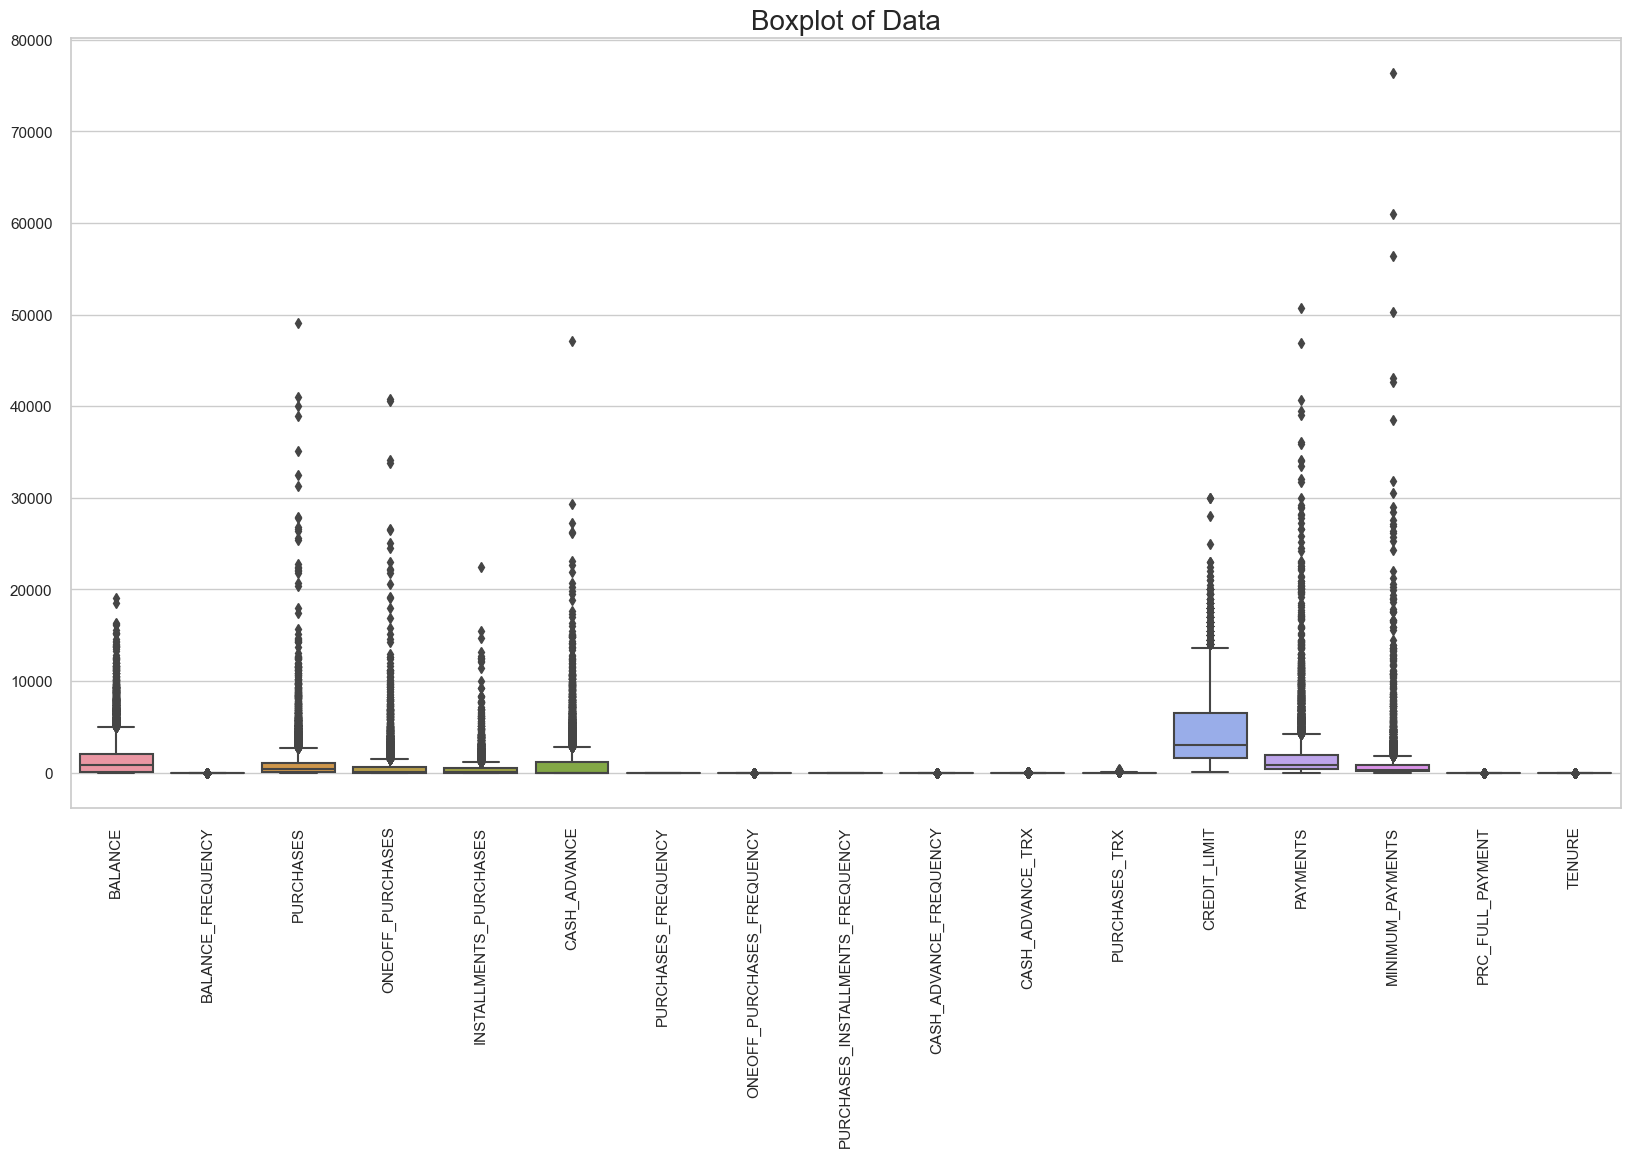 Boxplot of Data
80000
70000
60000
50000
40000
30000
20000
10000
0
BALANCE
BALANCE_FREQUENCY
PURCHASES
ONEOFF_PURCHASES
INSTALLMENTS_PURCHASES
CASH_ADVANCE
PURCHASES_FREQUENCY
ONEOFF_PURCHASES_FREQUENCY
PURCHASES_INSTALLMENTS_FREQUENCY
CASH_ADVANCE_FREQUENCY
CASH_ADVANCE_TRX
PURCHASES_TRX
CREDIT_LIMIT
PAYMENTS
MINIMUM_PAYMENTS
PRC_FULL_PAYMENT
TENURE